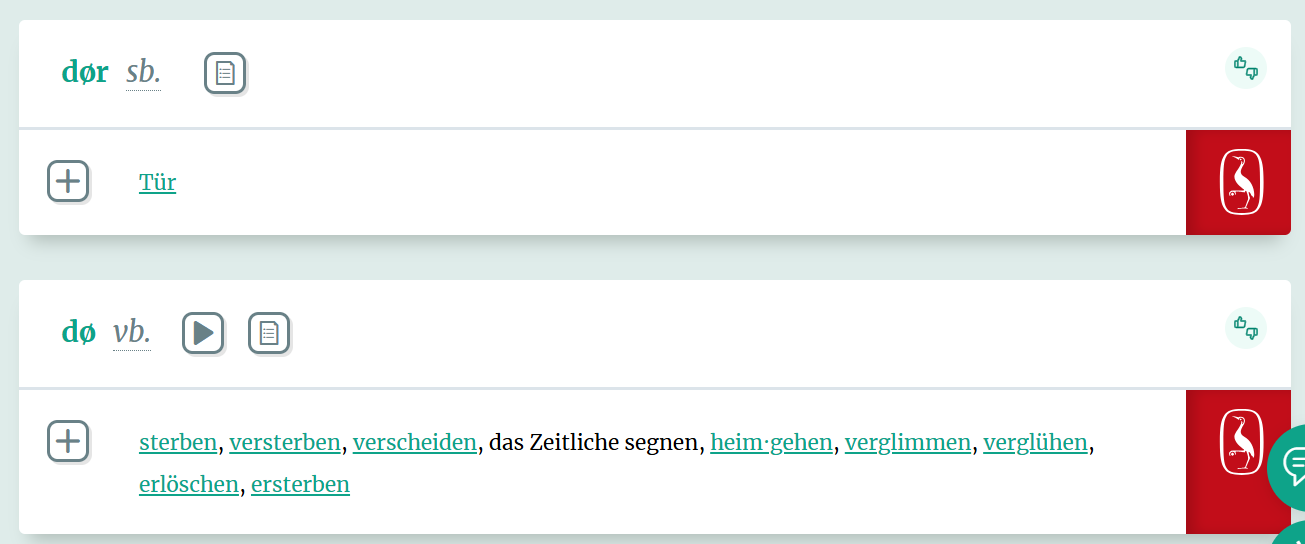 dør sb.
Tür
dø vb.
sterben, versterben, verscheiden, das Zeitliche segnen, heim·gehen, verglimmen, verglühen,
erlöschen, ersterben